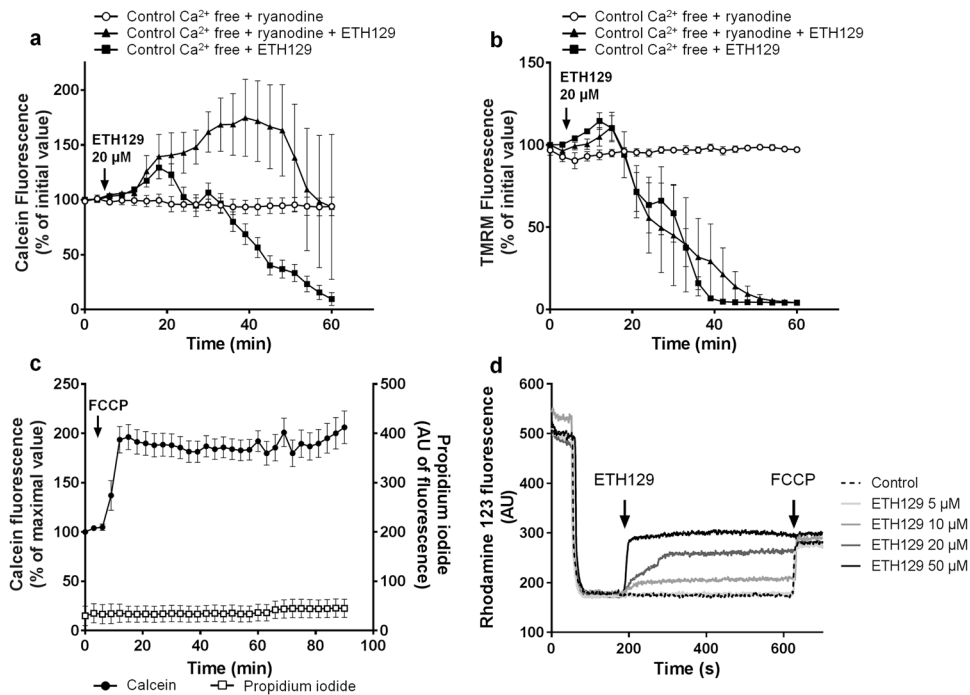 a
Control Ca²⁺ free + ryanodine
Control Ca²⁺ free + ryanodine + ETH129
Control Ca²⁺ free + ETH129
Calcein Fluorescence
(% of initial value)
200
150
100
50
0
ETH129
20 µM
0
20
40
60
Time (min)
b
Control Ca²⁺ free + ryanodine
Control Ca²⁺ free + ryanodine + ETH129
Control Ca²⁺ free + ETH129
TMRM Fluorescence
(% of initial value)
150
100
50
0
ETH129
20 µM
0
20
40
60
Time (min)
c
Calcein fluorescence
(% of maximal value)
250
200
150
100
50
0
FCCP
500
400
300
200
100
0
Propidium iodide
(AU of fluorescence)
0
20
40
60
80
100
Time (min)
Calcein
Propidium iodide
d
Rhodamine 123 fluorescence
(AU)
600
500
400
300
200
100
ETH129
FCCP
0
200
400
600
Time (s)
Control
ETH129 5 µM
ETH129 10 µM
ETH129 20 µM
ETH129 50 µM